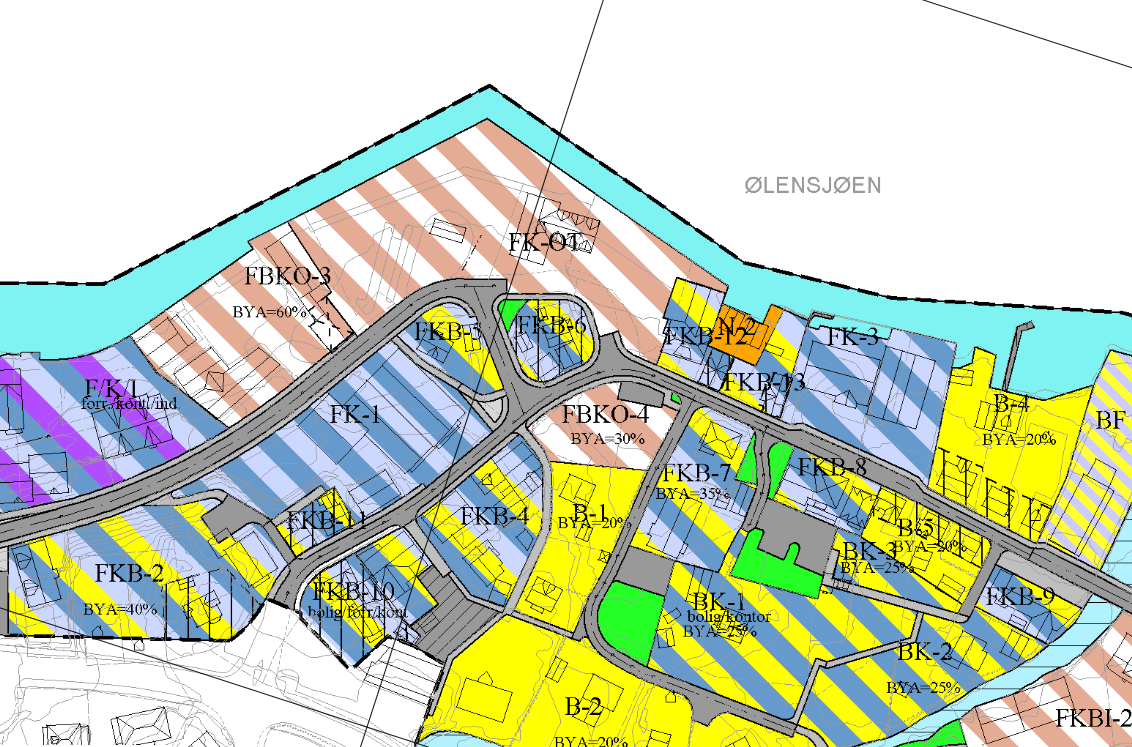 ØLENSJØEN
FK-OT
FBKO-3
BYA=60%
FKB-5
FKB-6
FKB-12
N-2
FK-3
FKB-13
F/K/I
forr./kont./ind
FK-1
FBKO-4
BYA=30%
B-4
BYA=20%
BF
FKB-7
BYA=35%
FKB-8
FKB-11
FKB-4
B-1
BYA=20%
B-5
BYA=20%
BK-3
BYA=25%
FKB-2
BYA=40%
FKB-10
bolig/forr/kont
BK-1
bolig/kontor
BYA=25%
FKB-9
BK-2
BYA=25%
B-2
BYA=20%
FKBI-2